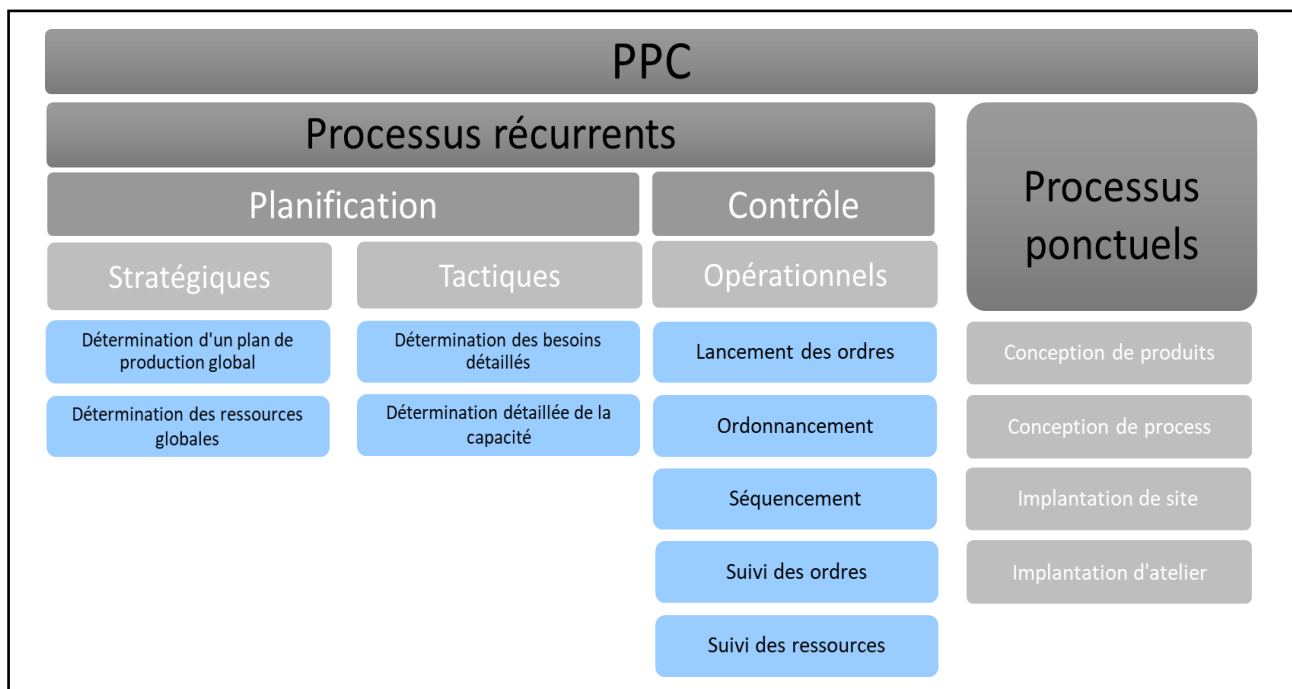 PPC
Processus récurrents
Processus
ponctuels
Planification
Contrôle
Stratégiques
Tactiques
Opérationnels
Détermination d'un plan de
production global
Détermination des besoins
détaillés
Lancement des ordres
Conception de produits
Détermination des ressources
globales
Détermination détaillée de la
capacité
Ordonnancement
Conception de process
Séquencement
Implantation de site
Suivi des ordres
Implantation d'atelier
Suivi des ressources